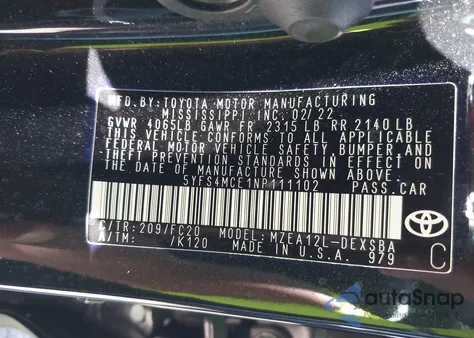 MFD. BY: TOYOTA MOTOR MANUFACTURING
MISSISSIPPI, INC. 02/22
GVWR 4065LB GAWR FR 2315 LB RR 2140 LB
THIS VEHICLE CONFORMS TO ALL APPLICABLE
FEDERAL MOTOR VEHICLE SAFETY, BUMPER, AND
THEFT PREVENTION STANDARDS IN EFFECT ON
THE DATE OF MANUFACTURE SHOWN ABOVE.
5YFS4MCE1NP111102 PASS.CAR
C/TR: 209/FC20 MODEL: MZEA12L-DEXSBA
A/TM: /K120 MADE IN U.S.A. 979
TOYOTA
C
autoSnap